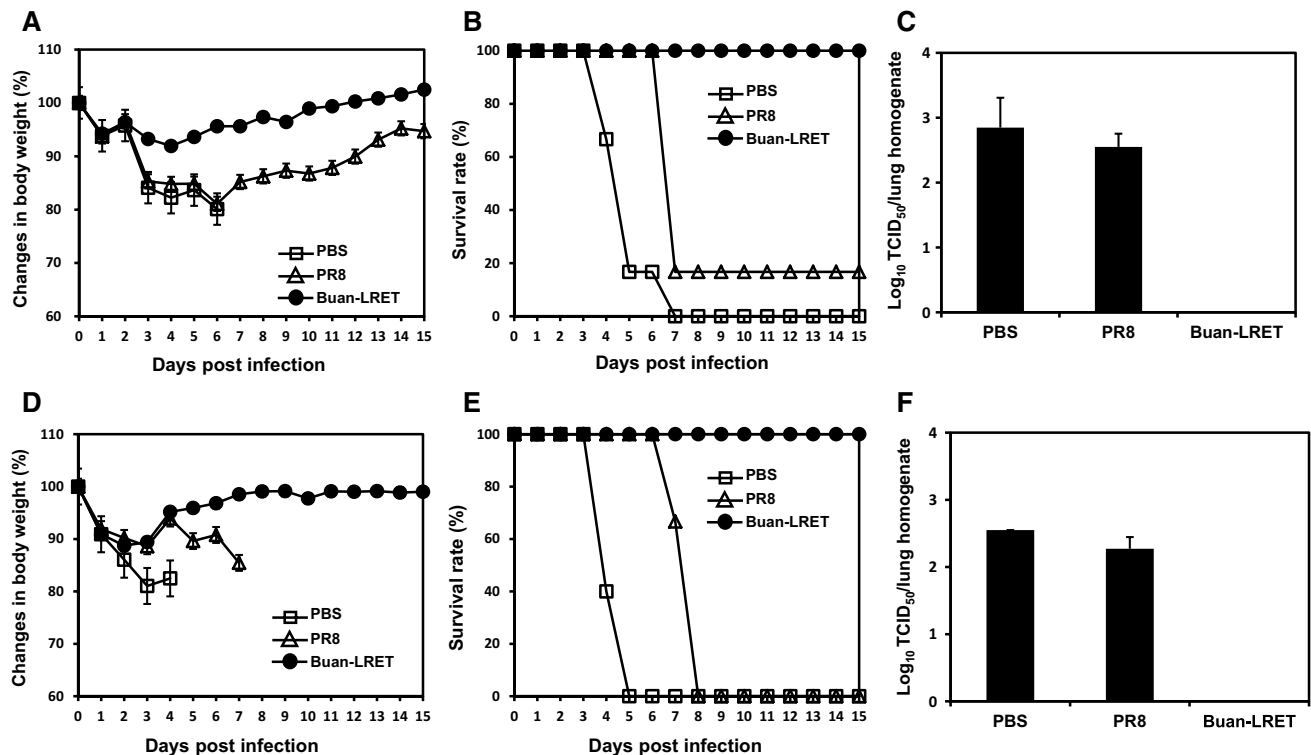 A
Changes in body weight (%)
110
100
90
80
70
60
PBS
PR8
Buan-LRET
0 1 2 3 4 5 6 7 8 9 10 11 12 13 14 15
Days post infection
B
Survival rate (%)
100
80
60
40
20
0
PBS
PR8
Buan-LRET
0 1 2 3 4 5 6 7 8 9 10 11 12 13 14 15
Days post infection
C
Log10 TCID50/lung homogenate
4
3
2
1
0
PBS PR8 Buan-LRET
D
Changes in body weight (%)
110
100
90
80
70
60
PBS
PR8
Buan-LRET
0 1 2 3 4 5 6 7 8 9 10 11 12 13 14 15
Days post infection
E
Survival rate (%)
100
80
60
40
20
0
PBS
PR8
Buan-LRET
0 1 2 3 4 5 6 7 8 9 10 11 12 13 14 15
Days post infection
F
Log10 TCID50/lung homogenate
4
3
2
1
0
PBS PR8 Buan-LRET